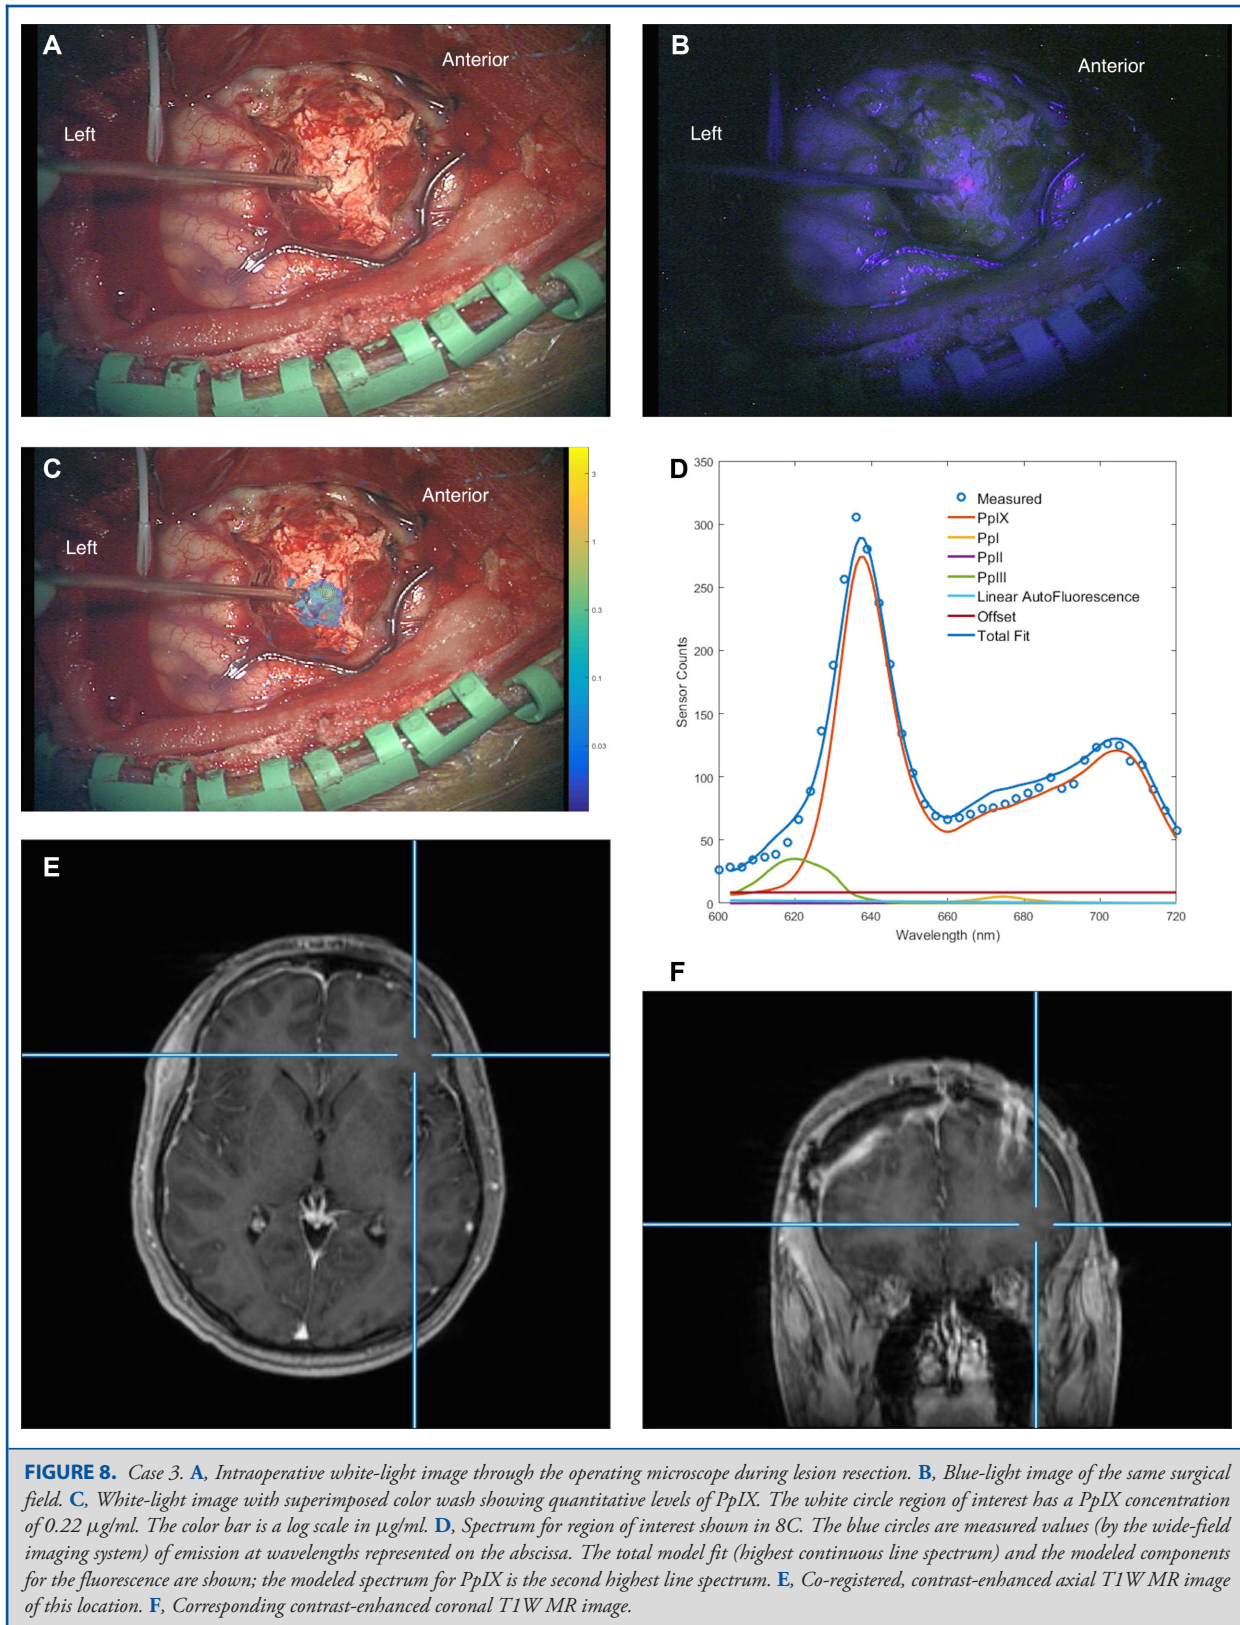 A
Anterior
Left
B
Anterior
Left
C
Anterior
Left
3
1
0.3
0.1
0.03
D
350
300
250
200
150
100
50
0
600
620
640
660
680
700
720
Sensor Counts
Wavelength (nm)
Measured
PpIX
PpI
PpII
PpIII
Linear AutoFluorescence
Offset
Total Fit
E
F
FIGURE 8. Case 3. A, Intraoperative white-light image through the operating microscope during lesion resection. B, Blue-light image of the same surgical
field. C, White-light image with superimposed color wash showing quantitative levels of PpIX. The white circle region of interest has a PpIX concentration
of 0.22 μg/ml. The color bar is a log scale in μg/ml. D, Spectrum for region of interest shown in 8C. The blue circles are measured values (by the wide-field
imaging system) of emission at wavelengths represented on the abscissa. The total model fit (highest continuous line spectrum) and the modeled components
for the fluorescence are shown; the modeled spectrum for PpIX is the second highest line spectrum. E, Co-registered, contrast-enhanced axial T1W MR image
of this location. F, Corresponding contrast-enhanced coronal T1W MR image.